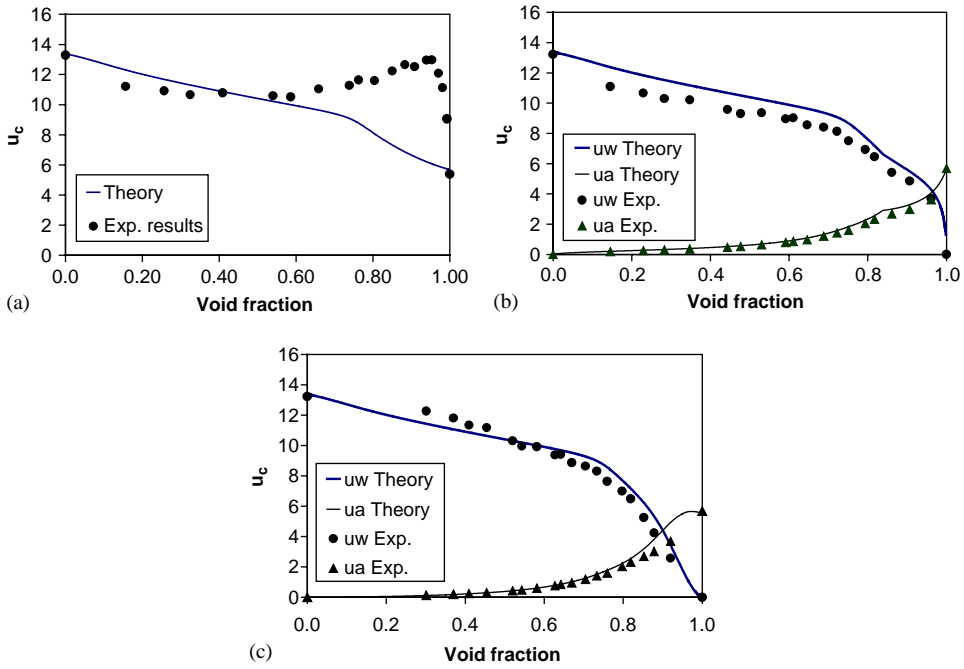 16
14
12
10
8
6
4
2
0
u_c
Theory
Exp. results
0.0 0.20 0.40 0.60 0.80 1.00
Void fraction
(a)
16
14
12
10
8
6
4
2
0
u_c
uw Theory
ua Theory
uw Exp.
ua Exp.
0.0 0.2 0.4 0.6 0.8 1.0
Void fraction
(b)
16
14
12
10
8
6
4
2
0
u_c
uw Theory
ua Theory
uw Exp.
ua Exp.
0.0 0.2 0.4 0.6 0.8 1.0
Void fraction
(c)